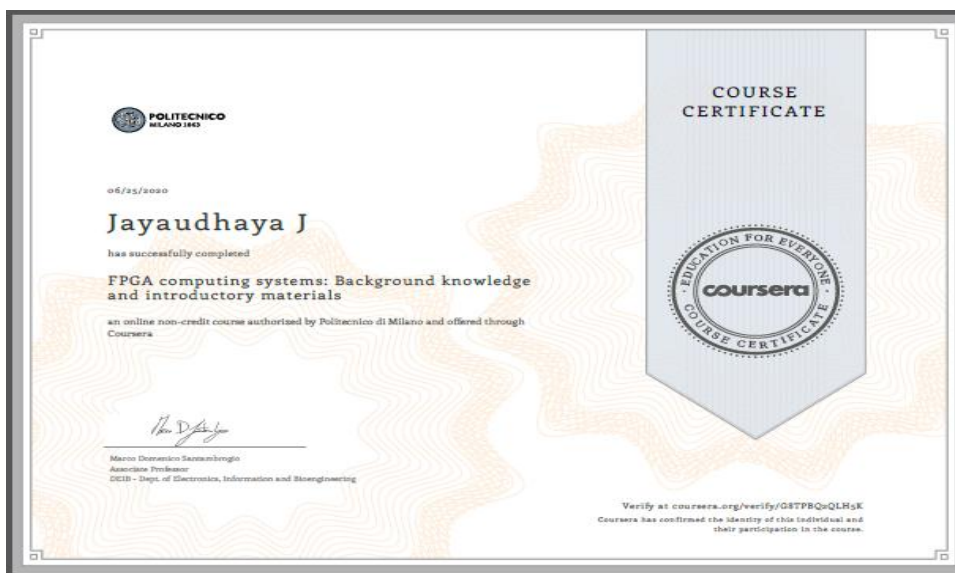 POLITECNICO
MILANO 1863
COURSE
CERTIFICATE
06/25/2020
Jayaudhaya J
has successfully completed
FPGA computing systems: Background knowledge
and introductory materials
an online non-credit course authorized by Politecnico di Milano and offered through
Coursera
EDUCATION FOR EVERYONE
coursera
COURSE CERTIFICATE
Marco Domenico Santambrogio
Associate Professor
DEIB - Dept. of Electronics, Information and Bioengineering
Verify at coursera.org/verify/G8TPBQ2QLH5K
Coursera has confirmed the identity of this individual and
their participation in the course.